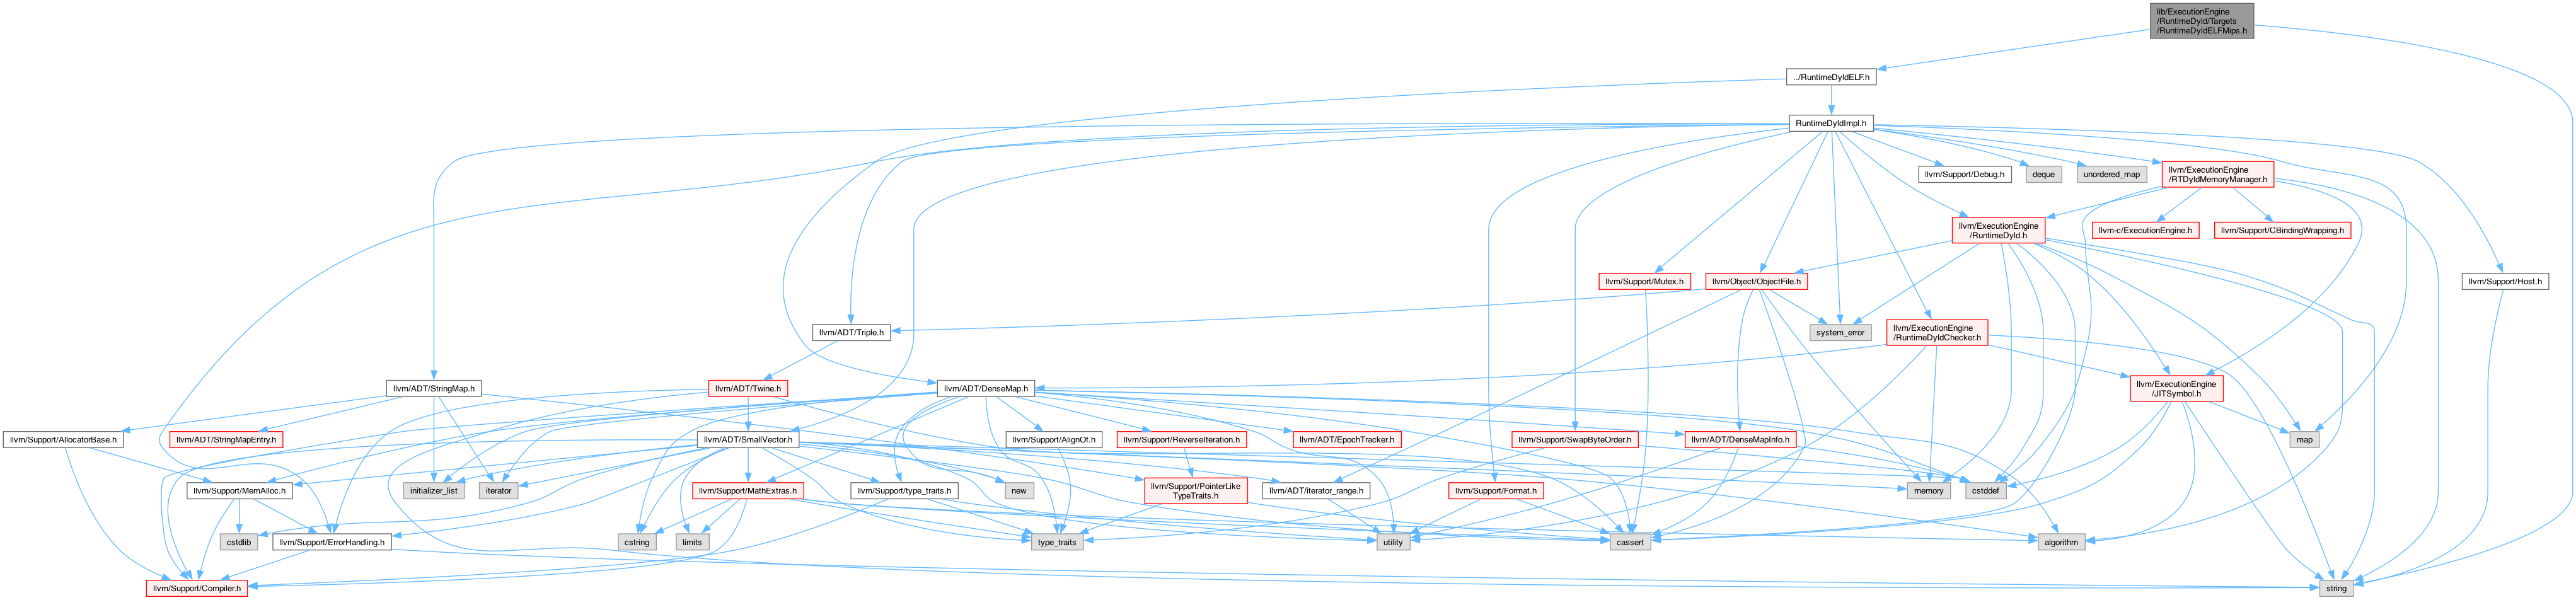 lib/ExecutionEngine
/RuntimeDyld/Targets
/RuntimeDyldELFMips.h
../RuntimeDyldELF.h
RuntimeDyldImpl.h
llvm/Support/Debug.h
deque
unordered_map
llvm/ExecutionEngine
/RTDyldMemoryManager.h
llvm/ExecutionEngine
/RuntimeDyld.h
llvm-c/ExecutionEngine.h
llvm/Support/CBindingWrapping.h
llvm/Support/Mutex.h
llvm/Object/ObjectFile.h
llvm/Support/Host.h
llvm/ADT/Triple.h
system_error
llvm/ExecutionEngine
/RuntimeDyldChecker.h
llvm/ADT/StringMap.h
llvm/ADT/Twine.h
llvm/ADT/DenseMap.h
llvm/ExecutionEngine
/JITSymbol.h
llvm/Support/AllocatorBase.h
llvm/ADT/StringMapEntry.h
llvm/ADT/SmallVector.h
llvm/Support/AlignOf.h
llvm/Support/ReverseIteration.h
llvm/ADT/EpochTracker.h
llvm/Support/SwapByteOrder.h
llvm/ADT/DenseMapInfo.h
map
llvm/Support/MemAlloc.h
initializer_list
iterator
llvm/Support/MathExtras.h
llvm/Support/type_traits.h
new
llvm/Support/PointerLike
TypeTraits.h
llvm/ADT/iterator_range.h
llvm/Support/Format.h
memory
cstddef
cstdlib
llvm/Support/ErrorHandling.h
cstring
limits
type_traits
utility
cassert
algorithm
llvm/Support/Compiler.h
string